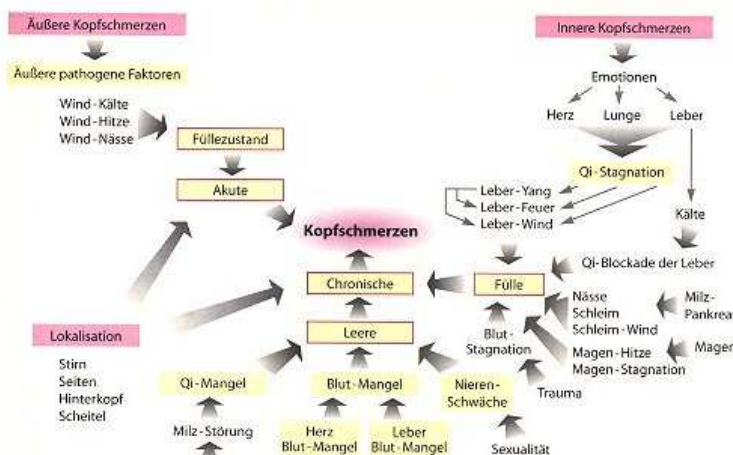 Äußere Kopfschmerzen
Äußere pathogene Faktoren
Wind-Kälte
Wind-Hitze
Wind-Nässe
Füllezustand
Akute
Innere Kopfschmerzen
Emotionen
Herz Lunge Leber
Qi-Stagnation
Leber-Yang
Leber-Feuer
Leber-Wind
Kälte
Qi-Blockade der Leber
Kopfschmerzen
Chronische
Fülle
Leere
Nässe
Schleim
Schleim-Wind
Milz-
Magen-Hitze
Magen-Stagnation
Magen
Blut-
Stagnation
Trauma
Lokalisation
Stirn
Seiten
Hinterkopf
Scheitel
Qi-Mangel
Blut-Mangel
Nieren-
Schwäche
Milz-Störung
Herz
Blut-Mangel
Leber
Blut-Mangel
Sexualität